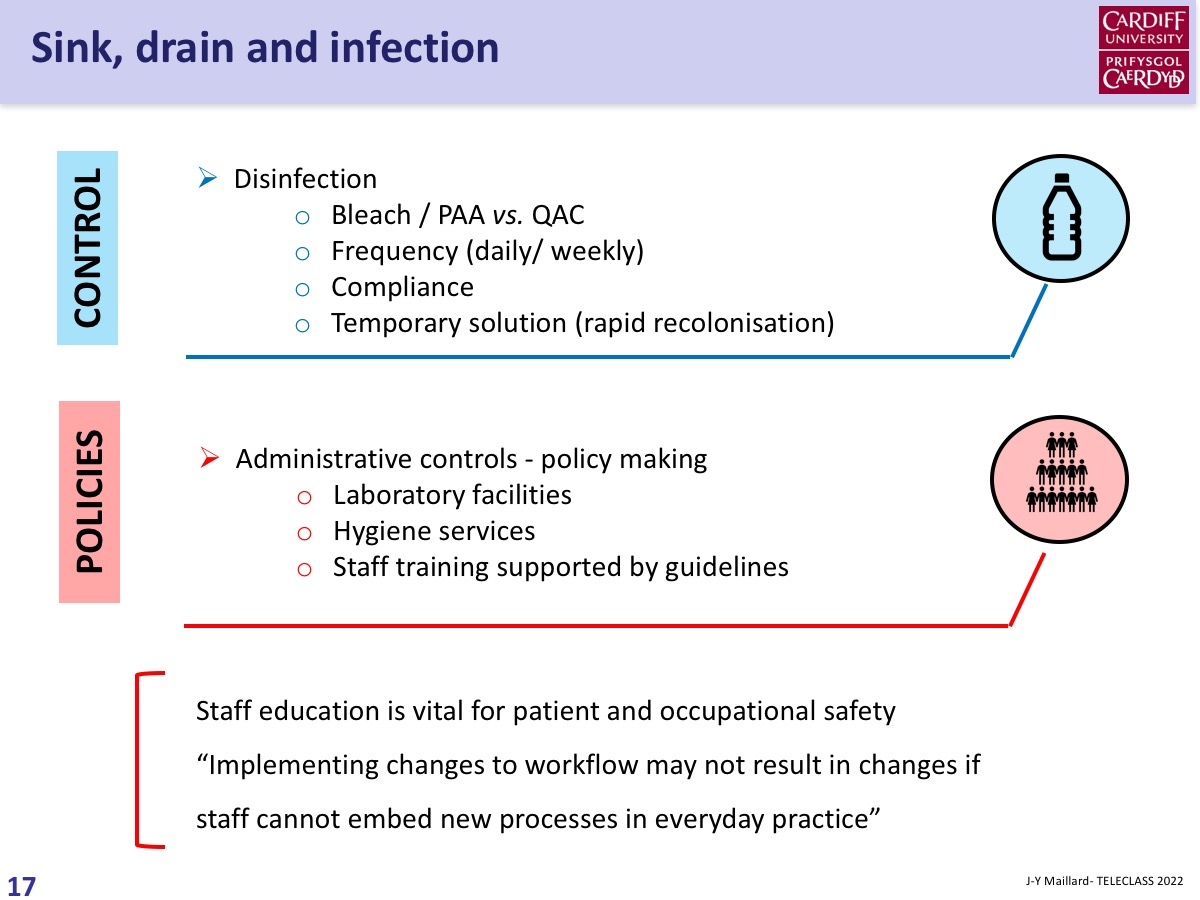 Sink, drain and infection
CARDIFF
UNIVERSITY
PRIFYSGOL
CAERDYDD
CONTROL
Disinfection
Bleach / PAA vs. QAC
Frequency (daily/ weekly)
Compliance
Temporary solution (rapid recolonisation)
POLICIES
Administrative controls - policy making
Laboratory facilities
Hygiene services
Staff training supported by guidelines
Staff education is vital for patient and occupational safety
“Implementing changes to workflow may not result in changes if
staff cannot embed new processes in everyday practice”
17
J-Y Maillard- TELECLASS 2022